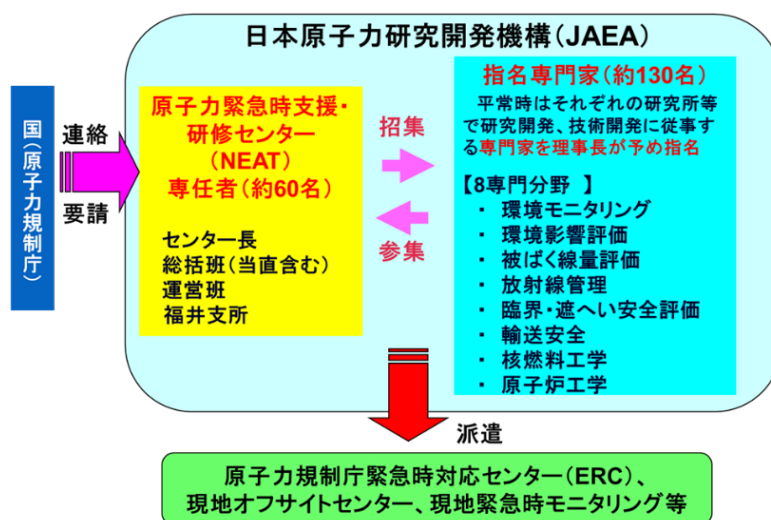 日本原子力研究開発機構(JAEA)
国(原子力規制庁)
連絡
要請
原子力緊急時支援・
研修センター
(NEAT)
専任者(約60名)
センター長
総括班(当直含む)
運営班
福井支所
招集
参集
指名専門家(約130名)
平常時はそれぞれの研究所等
で研究開発、技術開発に従事す
る専門家を理事長が予め指名
【8専門分野 】
・ 環境モニタリング
・ 環境影響評価
・ 被ばく線量評価
・ 放射線管理
・ 臨界・遮へい安全評価
・ 輸送安全
・ 核燃料工学
・ 原子炉工学
派遣
原子力規制庁緊急時対応センター(ERC)、
現地オフサイトセンター、現地緊急時モニタリング等